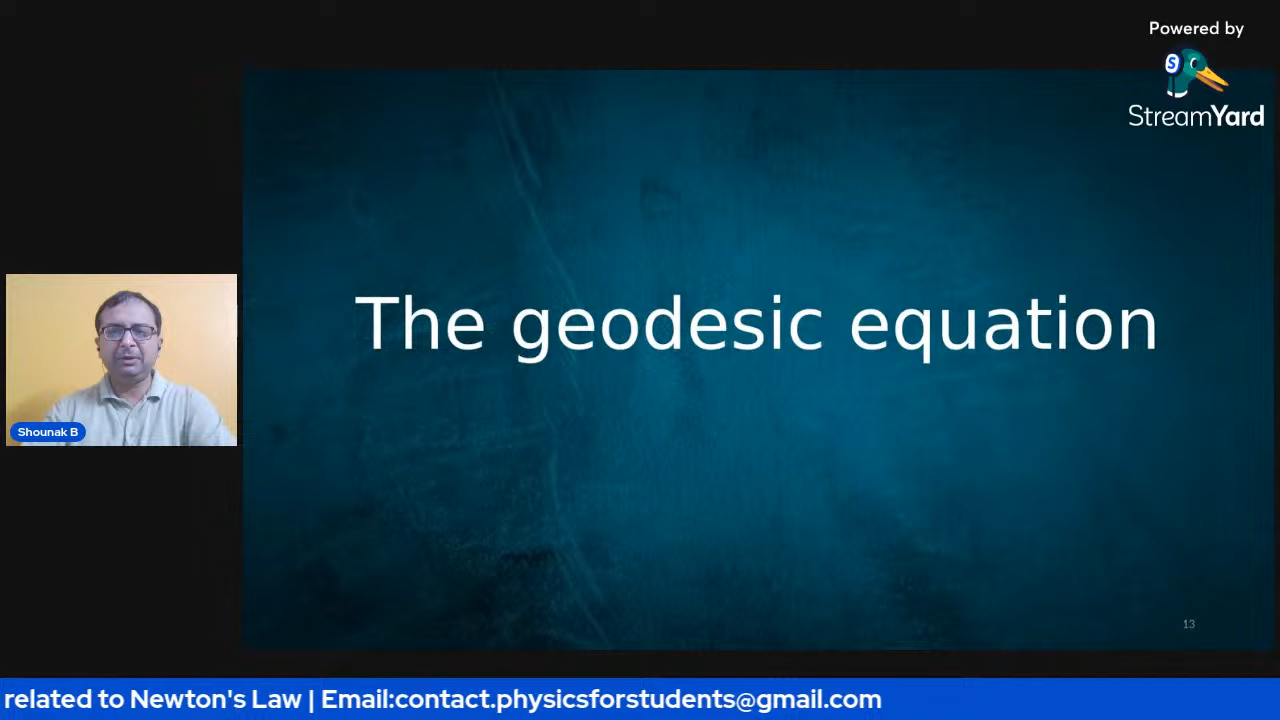 Powered by
S
StreamYard
The geodesic equation
Shounak B
13
related to Newton's Law | Email:contact.physicsforstudents@gmail.com